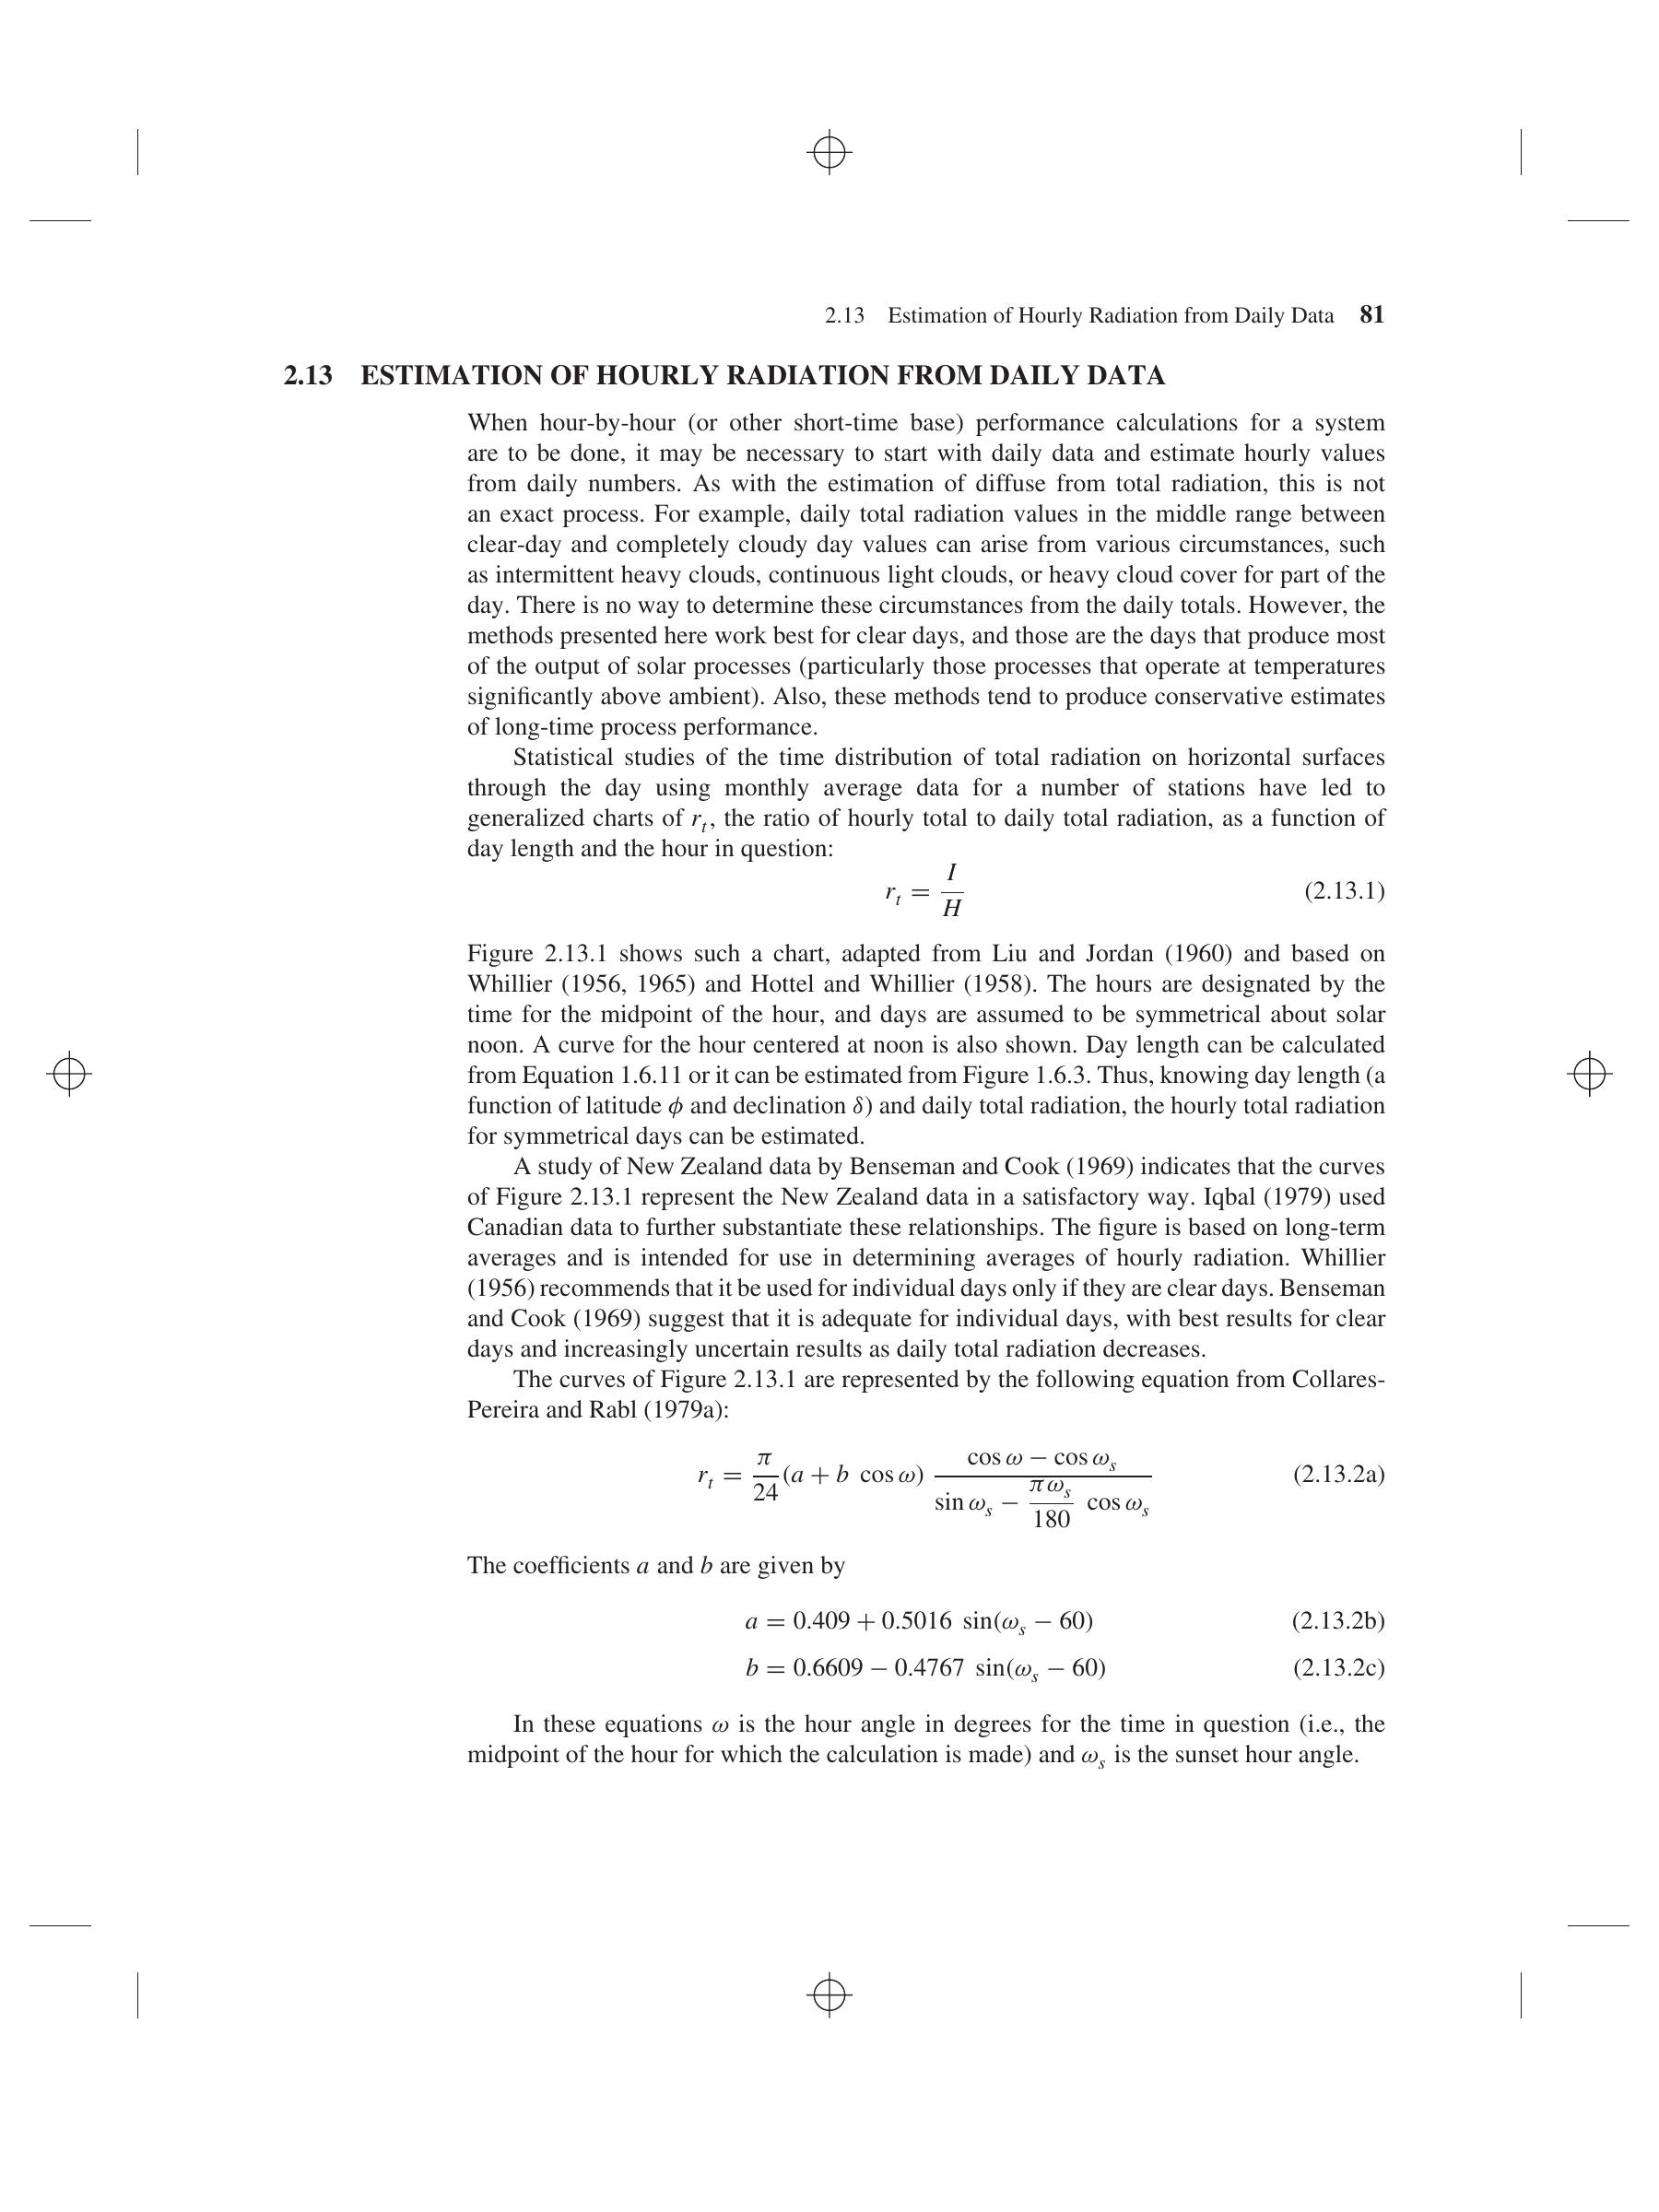 2.13 Estimation of Hourly Radiation from Daily Data 81
2.13 ESTIMATION OF HOURLY RADIATION FROM DAILY DATA
When hour-by-hour (or other short-time base) performance calculations for a system
are to be done, it may be necessary to start with daily data and estimate hourly values
from daily numbers. As with the estimation of diffuse from total radiation, this is not
an exact process. For example, daily total radiation values in the middle range between
clear-day and completely cloudy day values can arise from various circumstances, such
as intermittent heavy clouds, continuous light clouds, or heavy cloud cover for part of the
day. There is no way to determine these circumstances from the daily totals. However, the
methods presented here work best for clear days, and those are the days that produce most
of the output of solar processes (particularly those processes that operate at temperatures
significantly above ambient). Also, these methods tend to produce conservative estimates
of long-time process performance.
Statistical studies of the time distribution of total radiation on horizontal surfaces
through the day using monthly average data for a number of stations have led to
generalized charts of r_t, the ratio of hourly total to daily total radiation, as a function of
day length and the hour in question:
r_t = I/H (2.13.1)
Figure 2.13.1 shows such a chart, adapted from Liu and Jordan (1960) and based on
Whillier (1956, 1965) and Hottel and Whillier (1958). The hours are designated by the
time for the midpoint of the hour, and days are assumed to be symmetrical about solar
noon. A curve for the hour centered at noon is also shown. Day length can be calculated
from Equation 1.6.11 or it can be estimated from Figure 1.6.3. Thus, knowing day length (a
function of latitude ϕ and declination δ) and daily total radiation, the hourly total radiation
for symmetrical days can be estimated.
A study of New Zealand data by Benseman and Cook (1969) indicates that the curves
of Figure 2.13.1 represent the New Zealand data in a satisfactory way. Iqbal (1979) used
Canadian data to further substantiate these relationships. The figure is based on long-term
averages and is intended for use in determining averages of hourly radiation. Whillier
(1956) recommends that it be used for individual days only if they are clear days. Benseman
and Cook (1969) suggest that it is adequate for individual days, with best results for clear
days and increasingly uncertain results as daily total radiation decreases.
The curves of Figure 2.13.1 are represented by the following equation from Collares-
Pereira and Rabl (1979a):
r_t = π/24 (a + b cos ω) (cos ω − cos ω_s)/(sin ω_s − (πω_s/180) cos ω_s) (2.13.2a)
The coefficients a and b are given by
a = 0.409 + 0.5016 sin(ω_s − 60) (2.13.2b)
b = 0.6609 − 0.4767 sin(ω_s − 60) (2.13.2c)
In these equations ω is the hour angle in degrees for the time in question (i.e., the
midpoint of the hour for which the calculation is made) and ω_s is the sunset hour angle.